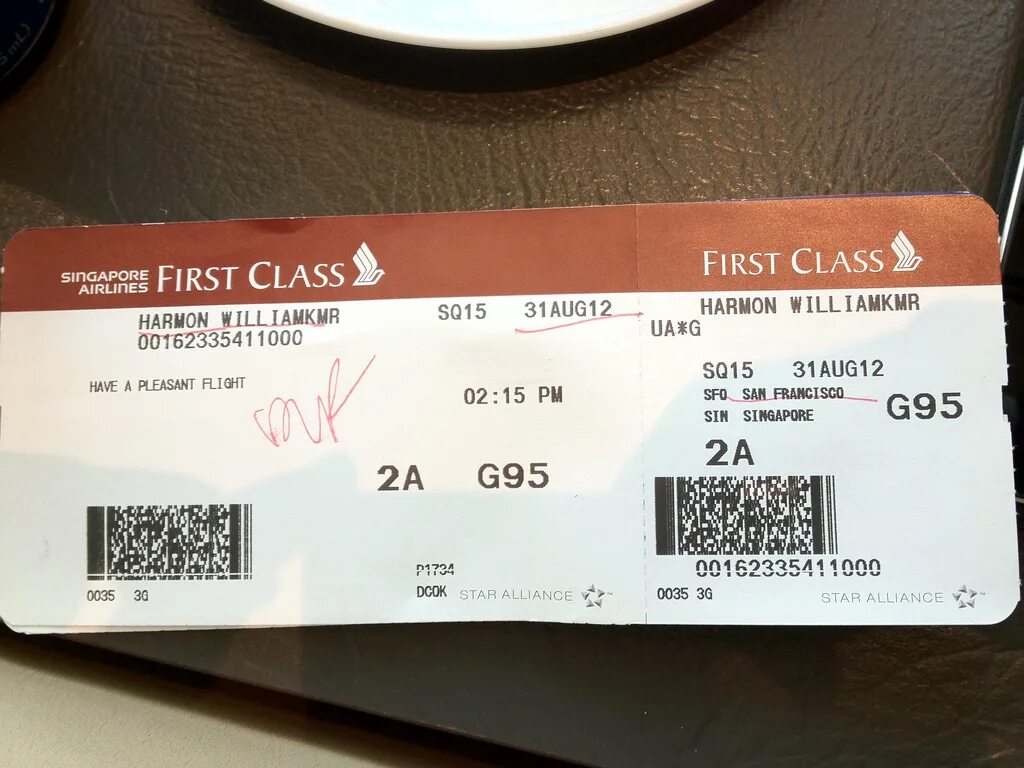 SINGAPORE AIRLINES FIRST CLASS
HARMON WILLIAMKMR SQ15 31AUG12
00162335411000
HAVE A PLEASANT FLIGHT
02:15 PM
2A G95
P1734
DCOK STAR ALLIANCE
0035 3G
FIRST CLASS
HARMON WILLIAMKMR
UA*G
SQ15 31AUG12
SFO SAN FRANCISCO
SIN SINGAPORE
G95
2A
00162335411000
0035 3G
STAR ALLIANCE